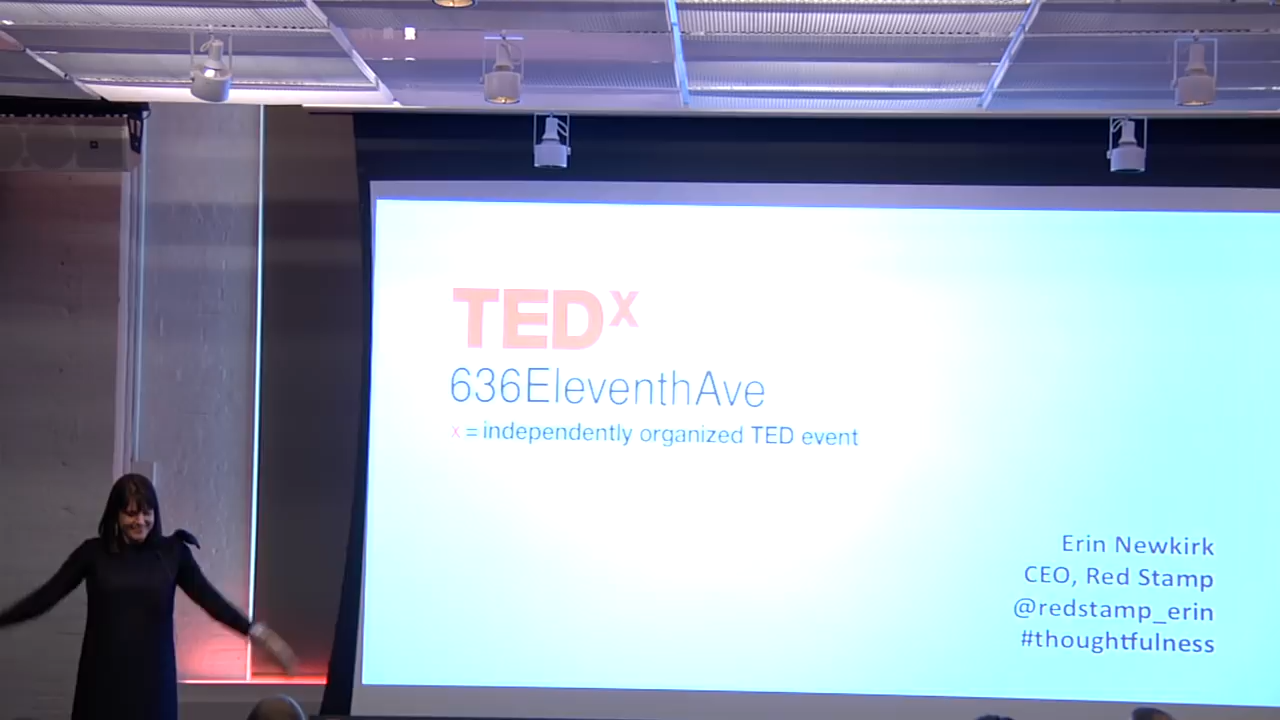 TEDx
636EleventhAve
x = independently organized TED event
Erin Newkirk
CEO, Red Stamp
@redstamp_erin
#thoughtfulness